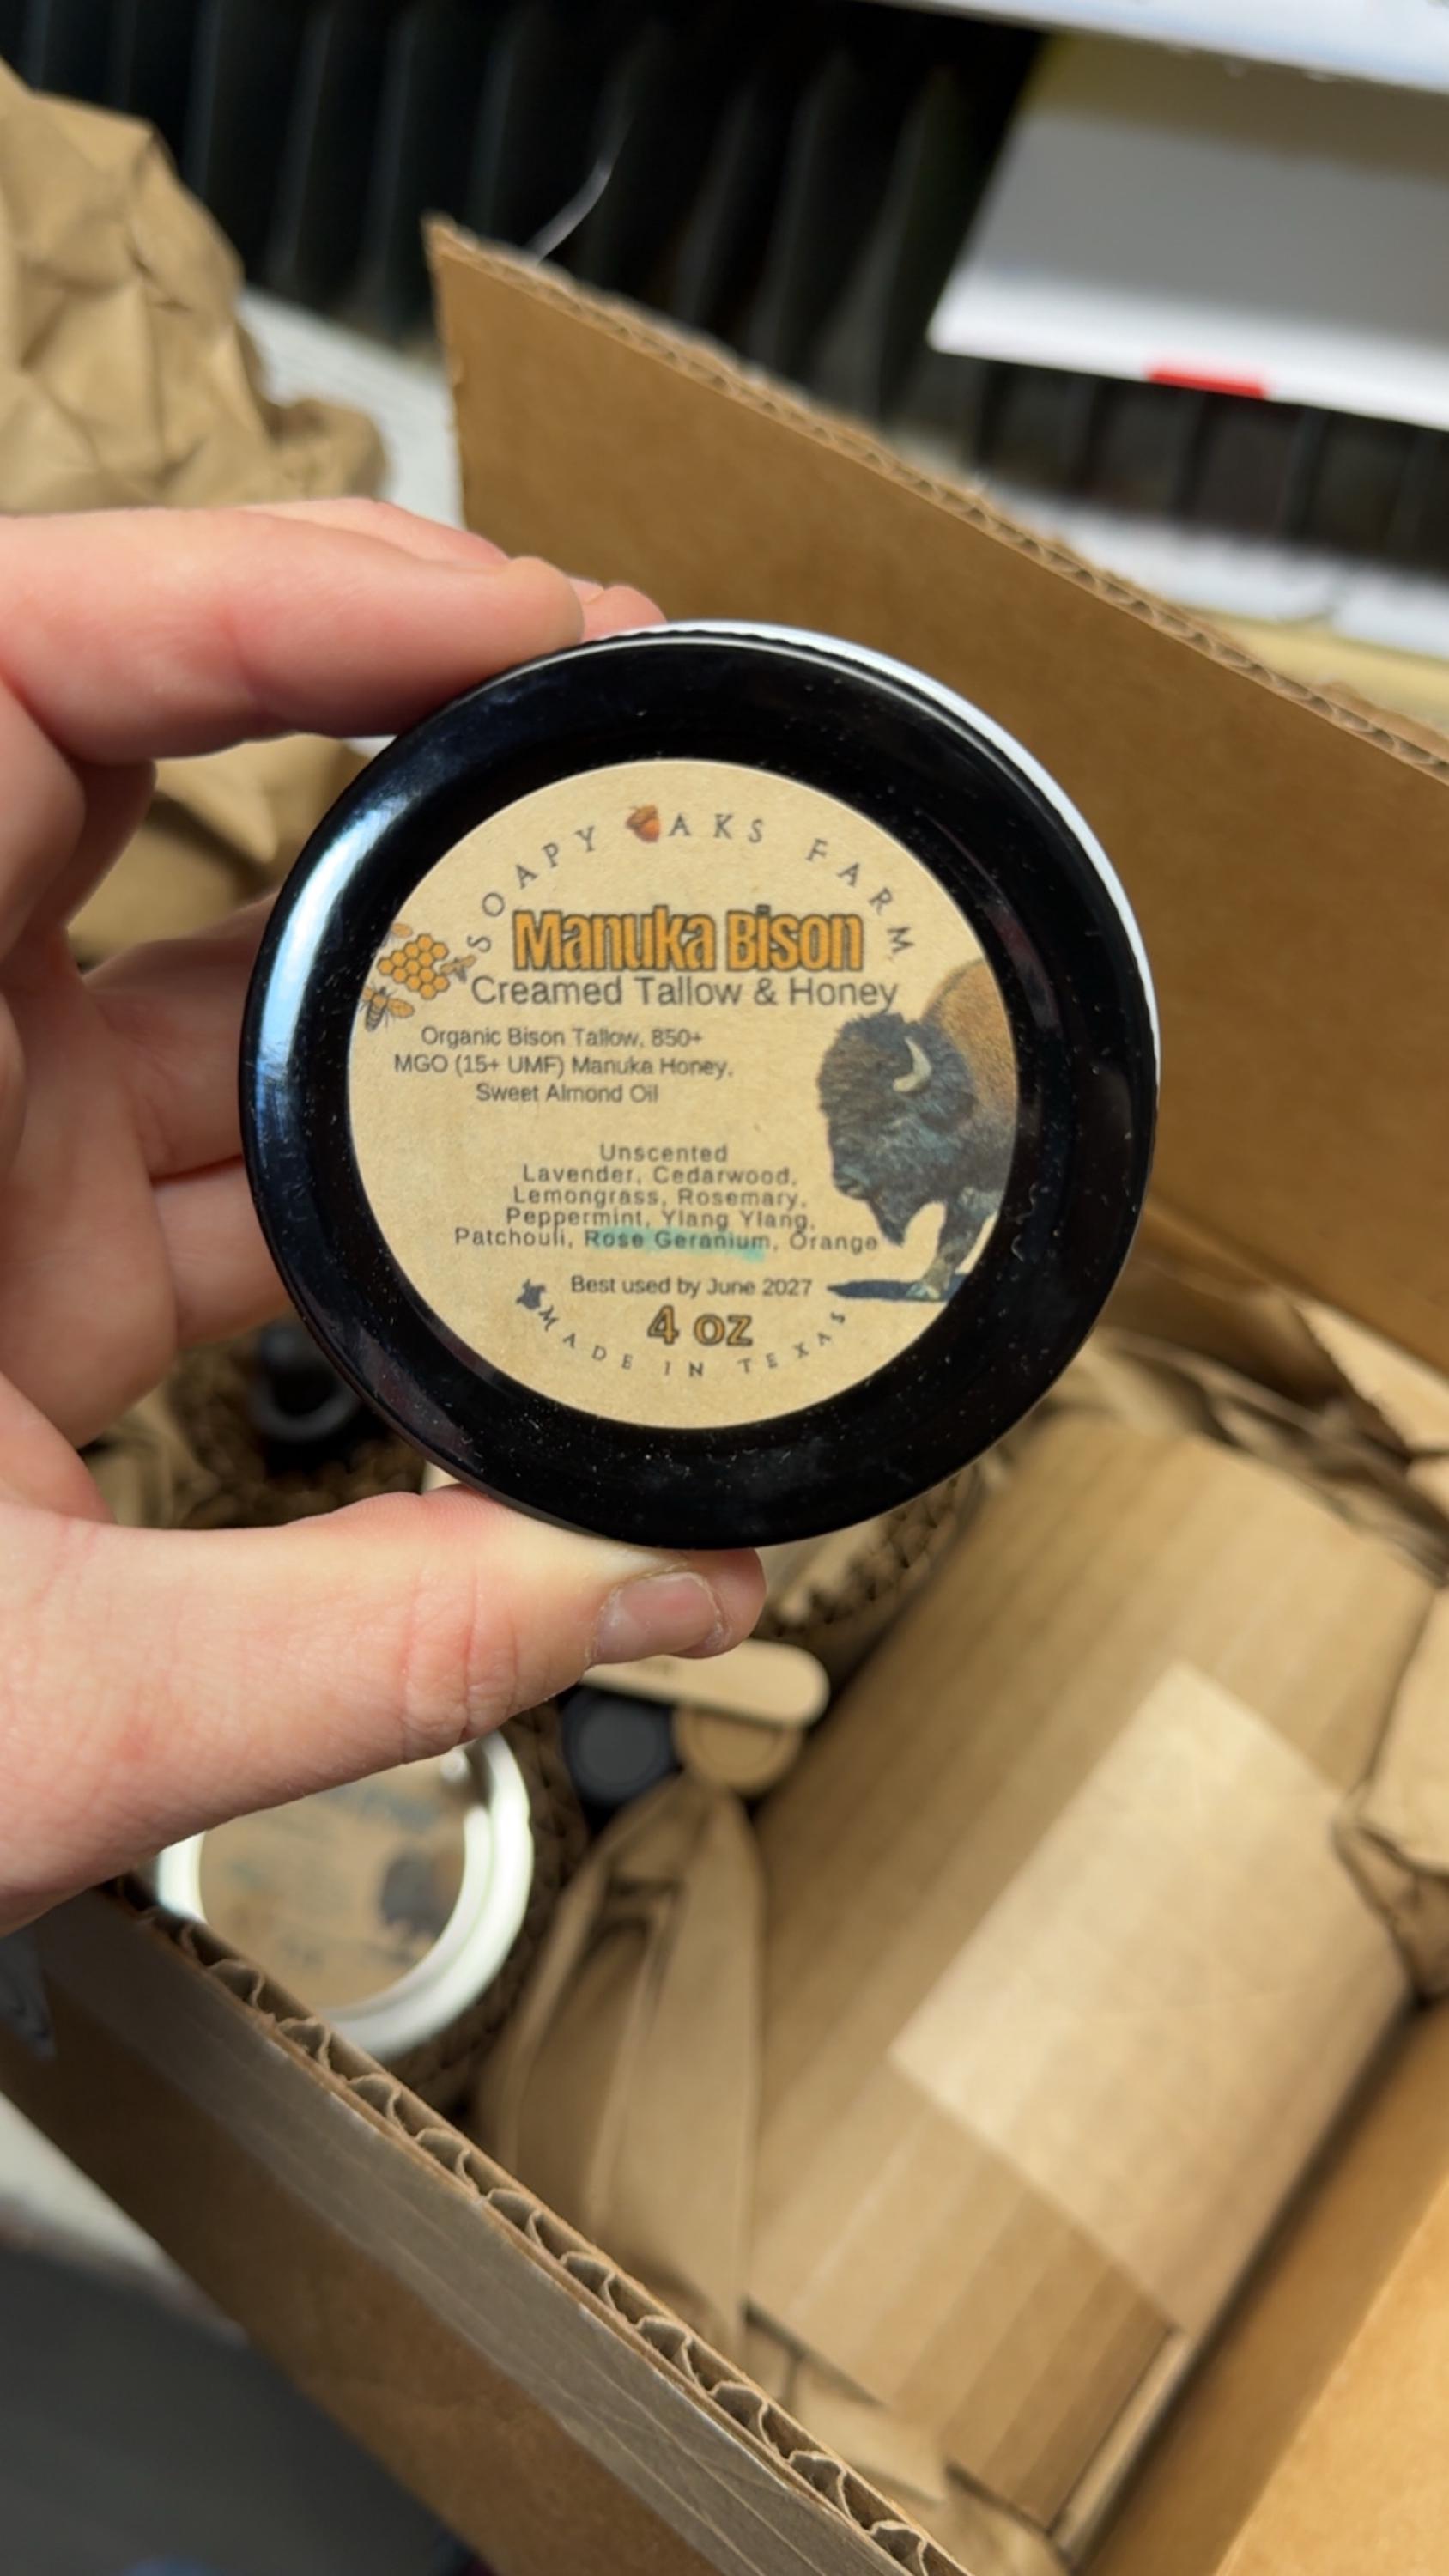 SOAPY OAKS FARM
Manuka Bison
Creamed Tallow & Honey
Organic Bison Tallow, 850+
MGO (15+ UMF) Manuka Honey,
Sweet Almond Oil
Unscented
Lavender, Cedarwood,
Lemongrass, Rosemary,
Peppermint, Ylang Ylang,
Patchouli, Rose Geranium, Orange
Best used by June 2027
4 oz
MADE IN TEXAS